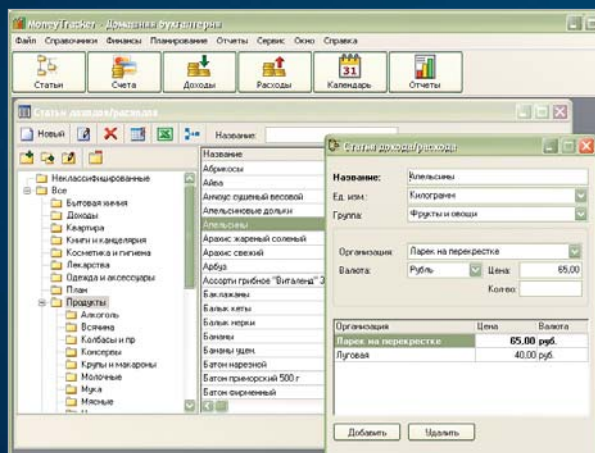 MoneyTracker - Домашняя бухгалтерия
Файл Справочники Финансы Планирование Отчеты Сервис Окно Справка
Статьи Счета Доходы Расходы Календарь Отчеты
31
Статьи доходов/расходов
Новый Название:
Неклассифицированные
Все
Бытовая химия
Доходы
Квартира
Книги и канцелярия
Косметика и гигиена
Лекарства
Одежда и аксессуары
План
Продукты
Алкоголь
Всячина
Колбасы и пр
Консервы
Крупы и макароны
Молочные
Мука
Мясные
Название
Абрикосы
Айва
Анчоус сушеный весовой
Апельсиновые дольки
Апельсины
Арахис жареный соленый
Арахис свежий
Арбуз
Ассорти грибное "Виталенд" 3
Баклажаны
Балык кеты
Балык нерки
Бананы
Бананы уцен.
Батон нарезной
Батон приморский 500 г
Батон фирменный
Статья дохода/расхода
Название: Апельсины
Ед. изм.: Килограмм
Группа: Фрукты и овощи
Организация: Ларек на перекрестке
Валюта: Рубль Цена: 65,00
Кол-во:
Организация Цена Валюта
Ларек на перекрестке 65.00 руб.
Луговая 40.00 руб.
Добавить Удалить